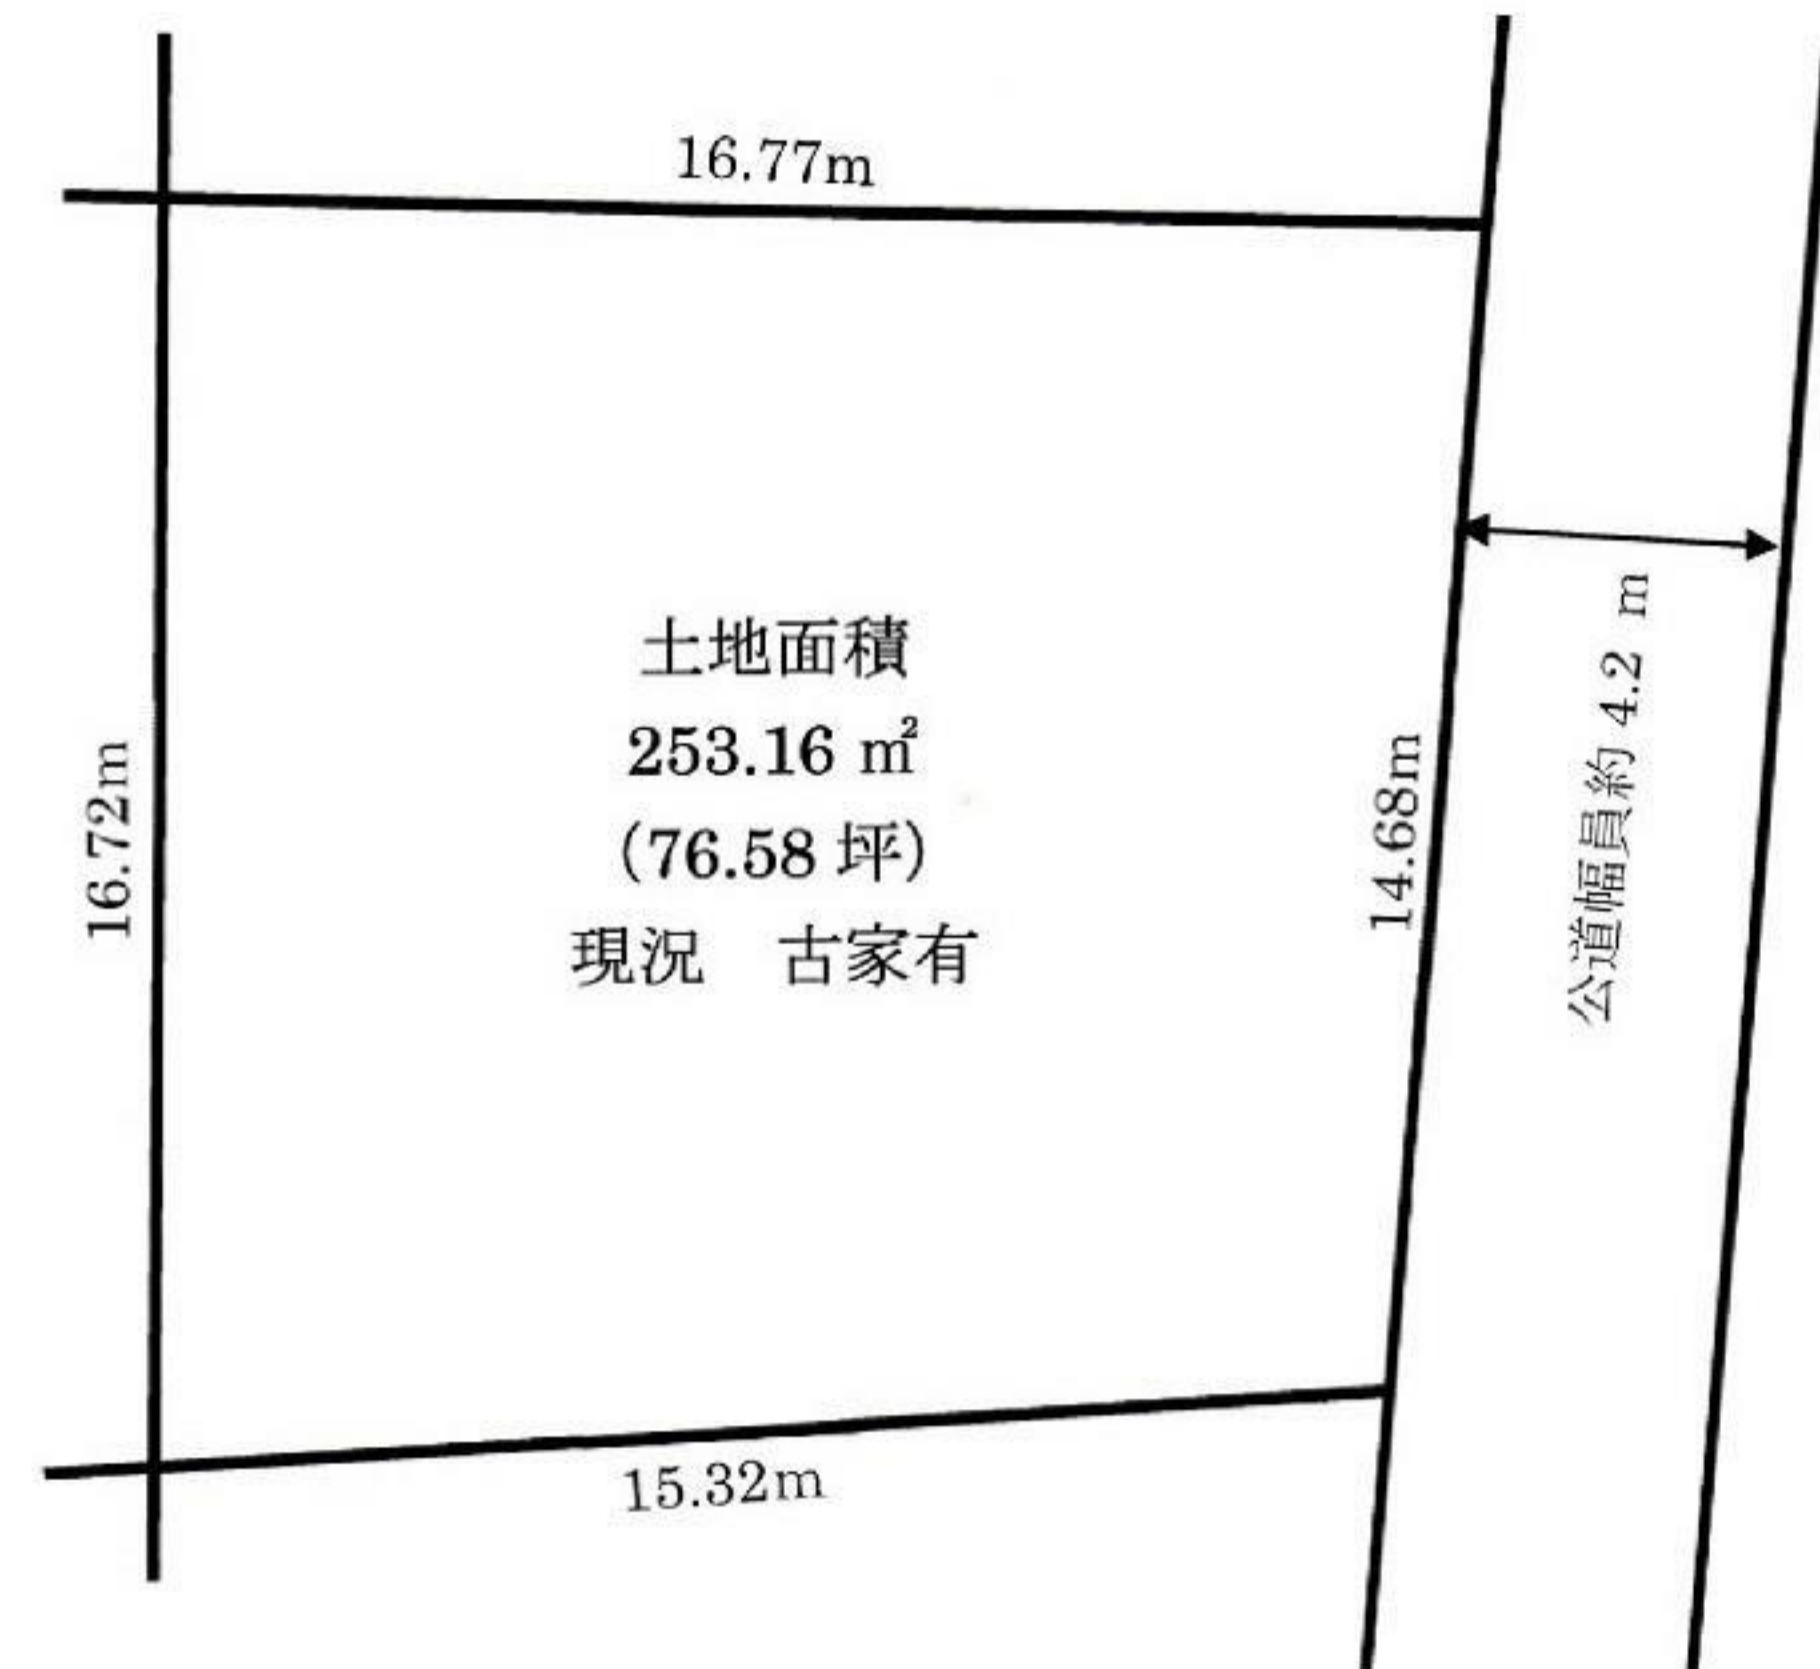 16.77m
土地面積
253.16 ㎡
(76.58 坪)
現況　古家有
16.72m
14.68m
公道幅員約 4.2 m
15.32m